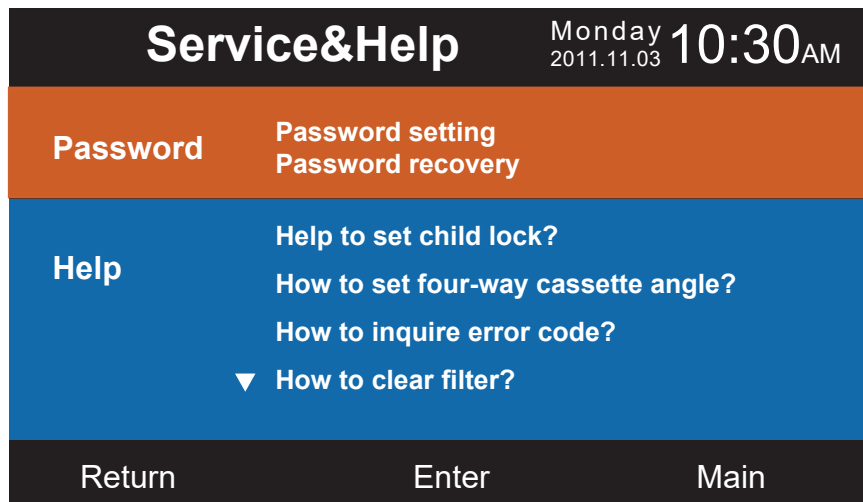 Service&Help
Monday
2011.11.03
10:30AM
Password
Password setting
Password recovery
Help
Help to set child lock?
How to set four-way cassette angle?
How to inquire error code?
▼ How to clear filter?
Return Enter Main